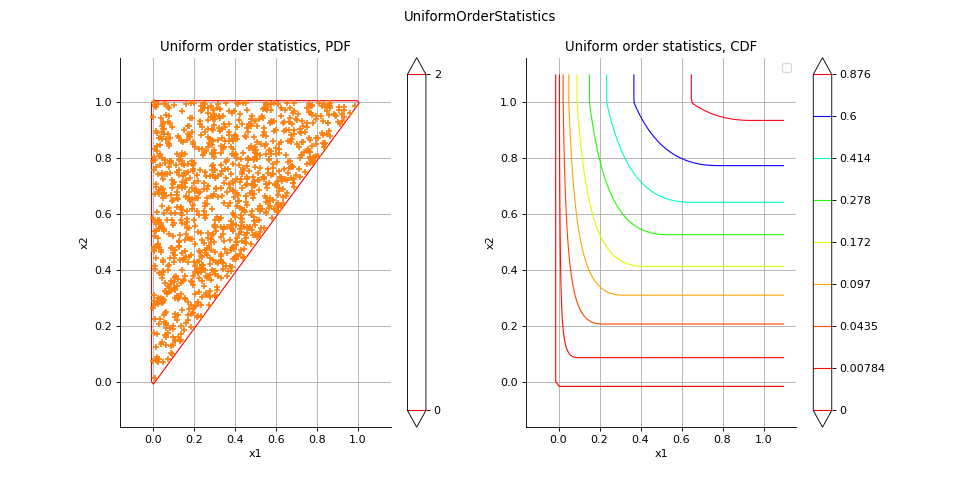 UniformOrderStatistics
Uniform order statistics, PDF
1.0
0.8
0.6
0.4
0.2
0.0
x2
0.0 0.2 0.4 0.6 0.8 1.0
x1
2
0
Uniform order statistics, CDF
1.0
0.8
0.6
0.4
0.2
0.0
x2
0.0 0.2 0.4 0.6 0.8 1.0
x1
0.876
0.6
0.414
0.278
0.172
0.097
0.0435
0.00784
0